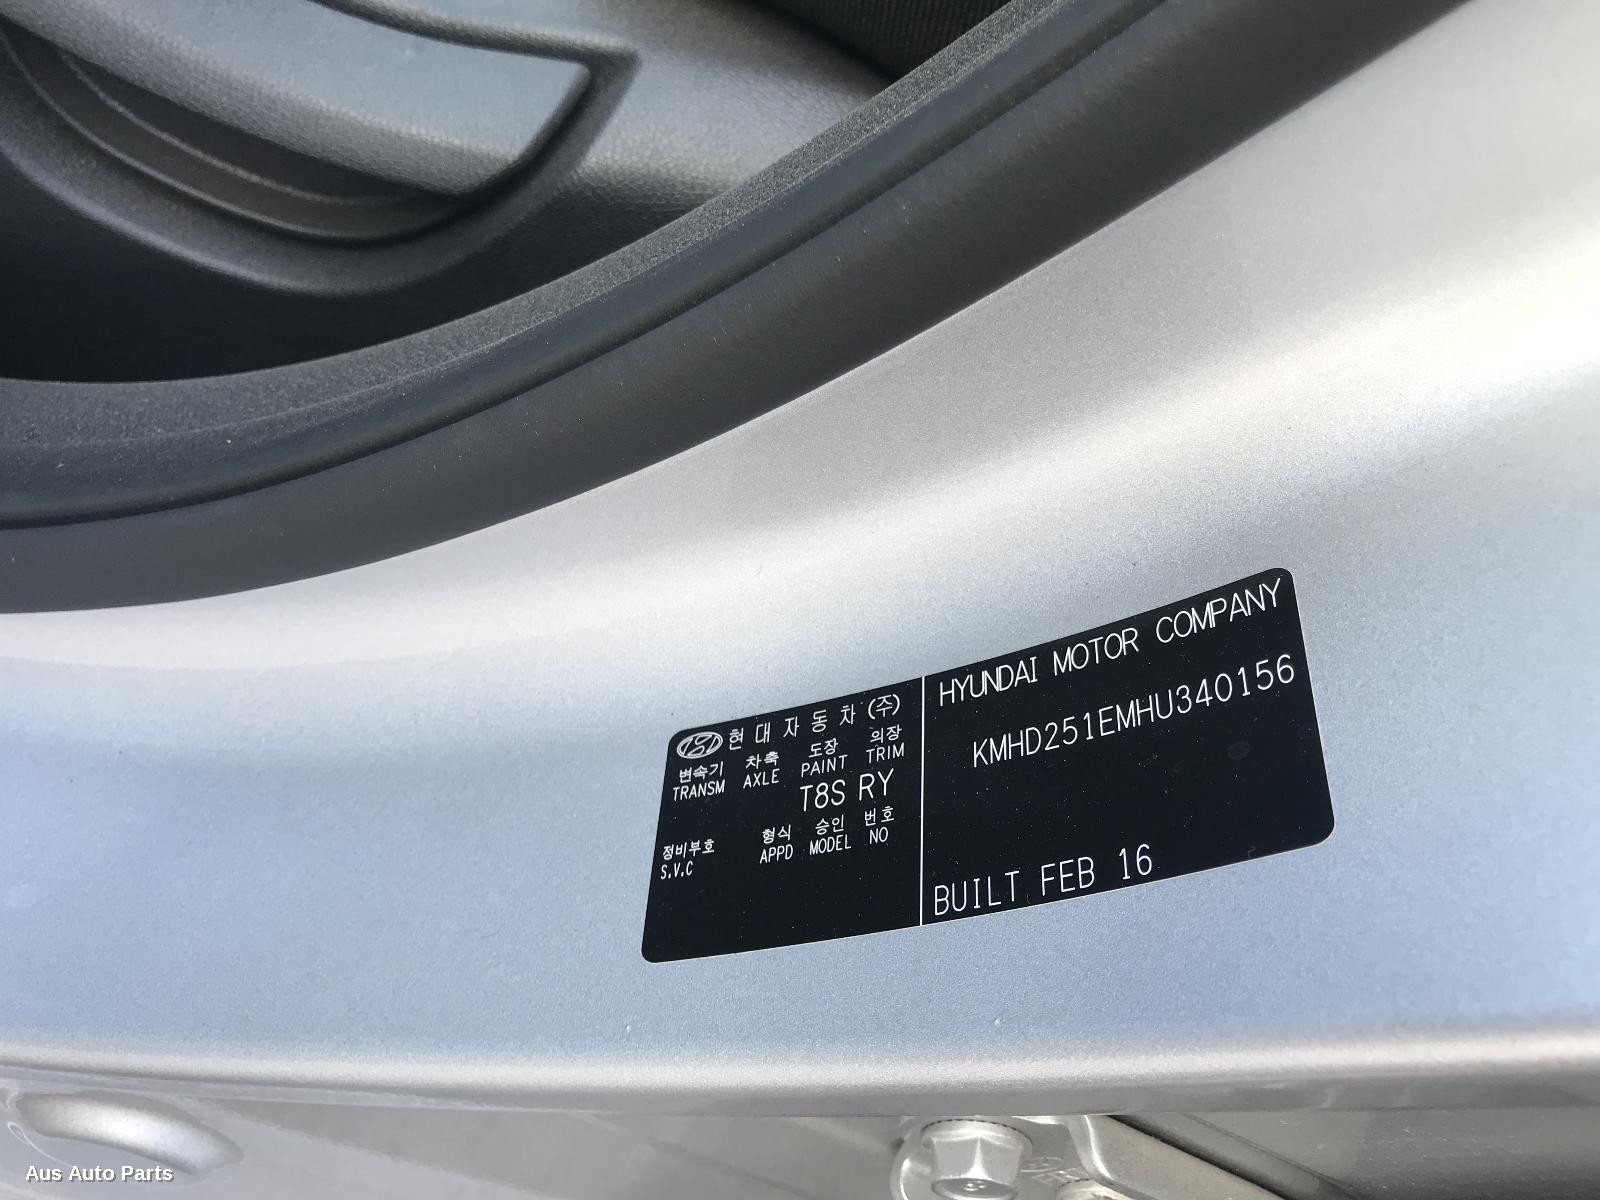 현대자동차(주)
변속기 차축 도장 의장
TRANSM AXLE PAINT TRIM
T8S RY
정비부호 형식 승인 번호
S.V.C APPD MODEL NO
HYUNDAI MOTOR COMPANY
KMHD251EMHU340156
BUILT FEB 16
Aus Auto Parts